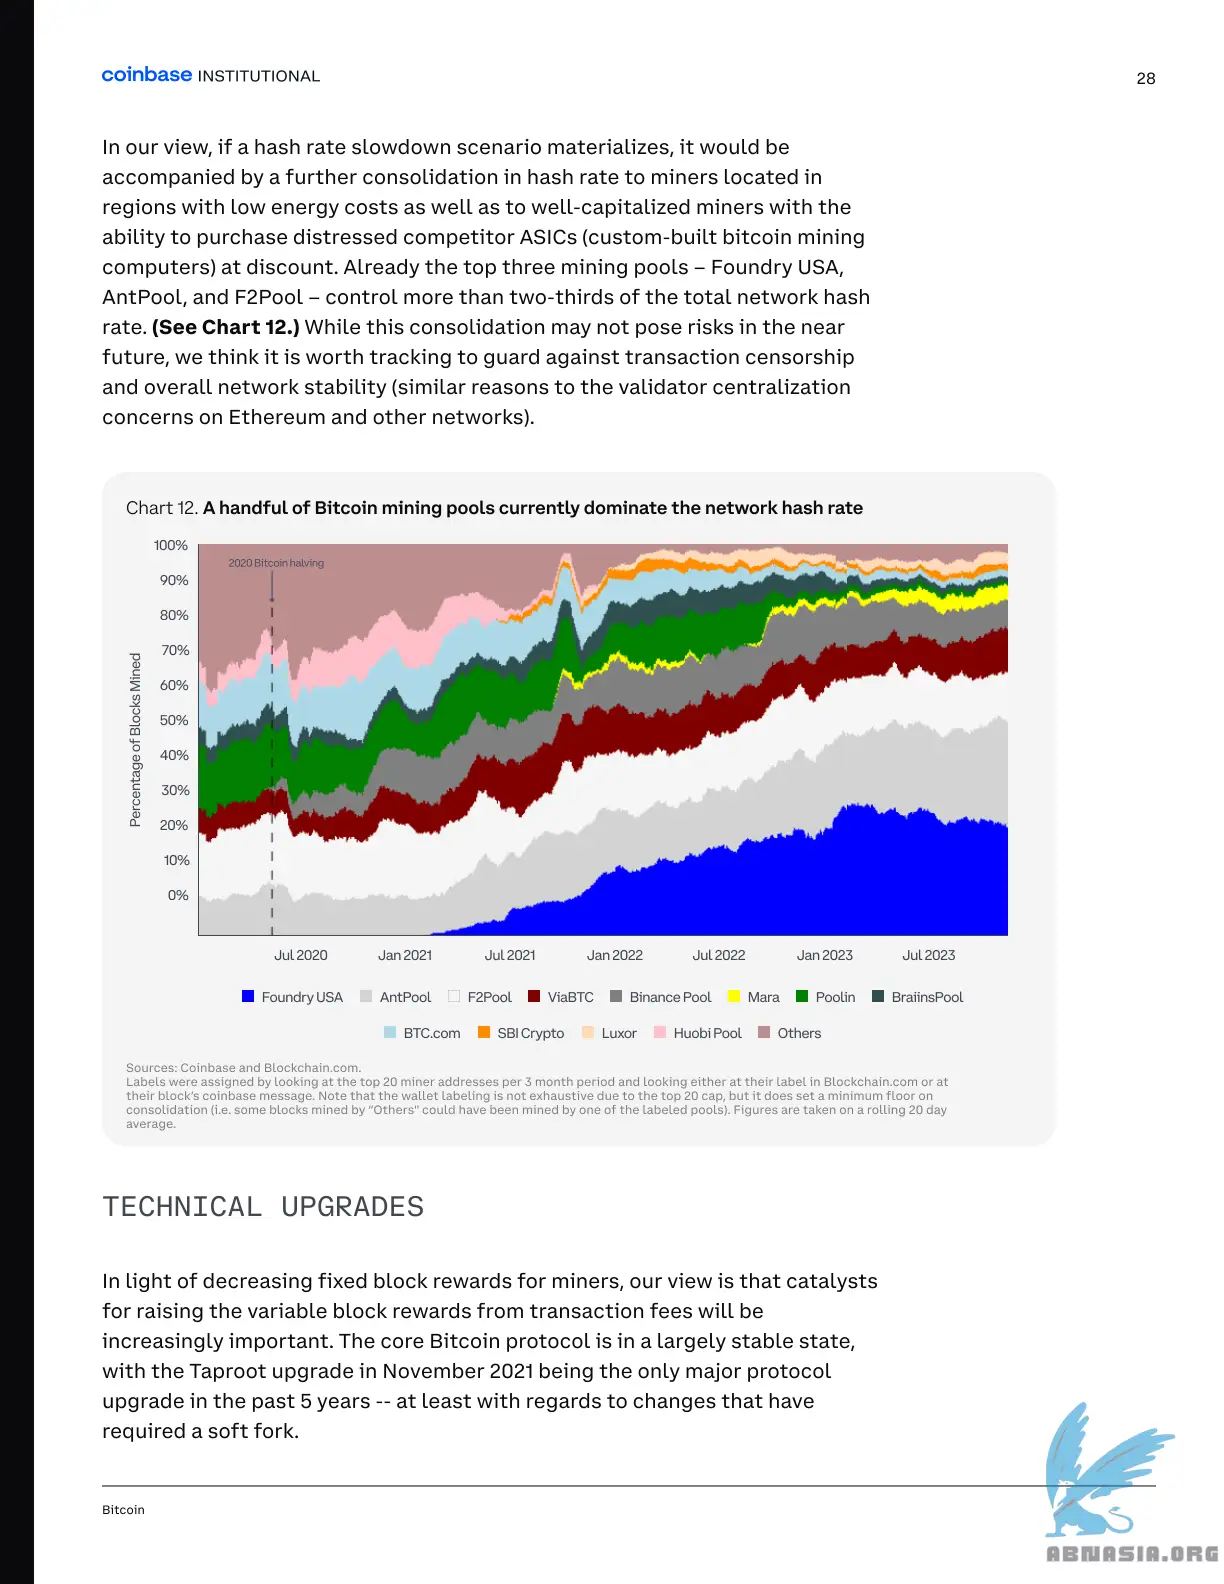 coinbase INSTITUTIONAL
28
In our view, if a hash rate slowdown scenario materializes, it would be
accompanied by a further consolidation in hash rate to miners located in
regions with low energy costs as well as to well-capitalized miners with the
ability to purchase distressed competitor ASICs (custom-built bitcoin mining
computers) at discount. Already the top three mining pools – Foundry USA,
AntPool, and F2Pool – control more than two-thirds of the total network hash
rate. (See Chart 12.) While this consolidation may not pose risks in the near
future, we think it is worth tracking to guard against transaction censorship
and overall network stability (similar reasons to the validator centralization
concerns on Ethereum and other networks).
Chart 12. A handful of Bitcoin mining pools currently dominate the network hash rate
Percentage of Blocks Mined
100%
90%
80%
70%
60%
50%
40%
30%
20%
10%
0%
2020 Bitcoin halving
Jul 2020 Jan 2021 Jul 2021 Jan 2022 Jul 2022 Jan 2023 Jul 2023
Foundry USA AntPool F2Pool ViaBTC Binance Pool Mara Poolin BraiinsPool
BTC.com SBI Crypto Luxor Huobi Pool Others
Sources: Coinbase and Blockchain.com.
Labels were assigned by looking at the top 20 miner addresses per 3 month period and looking either at their label in Blockchain.com or at
their block's coinbase message. Note that the wallet labeling is not exhaustive due to the top 20 cap, but it does set a minimum floor on
consolidation (i.e. some blocks mined by "Others" could have been mined by one of the labeled pools). Figures are taken on a rolling 20 day
average.
TECHNICAL UPGRADES
In light of decreasing fixed block rewards for miners, our view is that catalysts
for raising the variable block rewards from transaction fees will be
increasingly important. The core Bitcoin protocol is in a largely stable state,
with the Taproot upgrade in November 2021 being the only major protocol
upgrade in the past 5 years -- at least with regards to changes that have
required a soft fork.
Bitcoin
ABNASIA.ORG